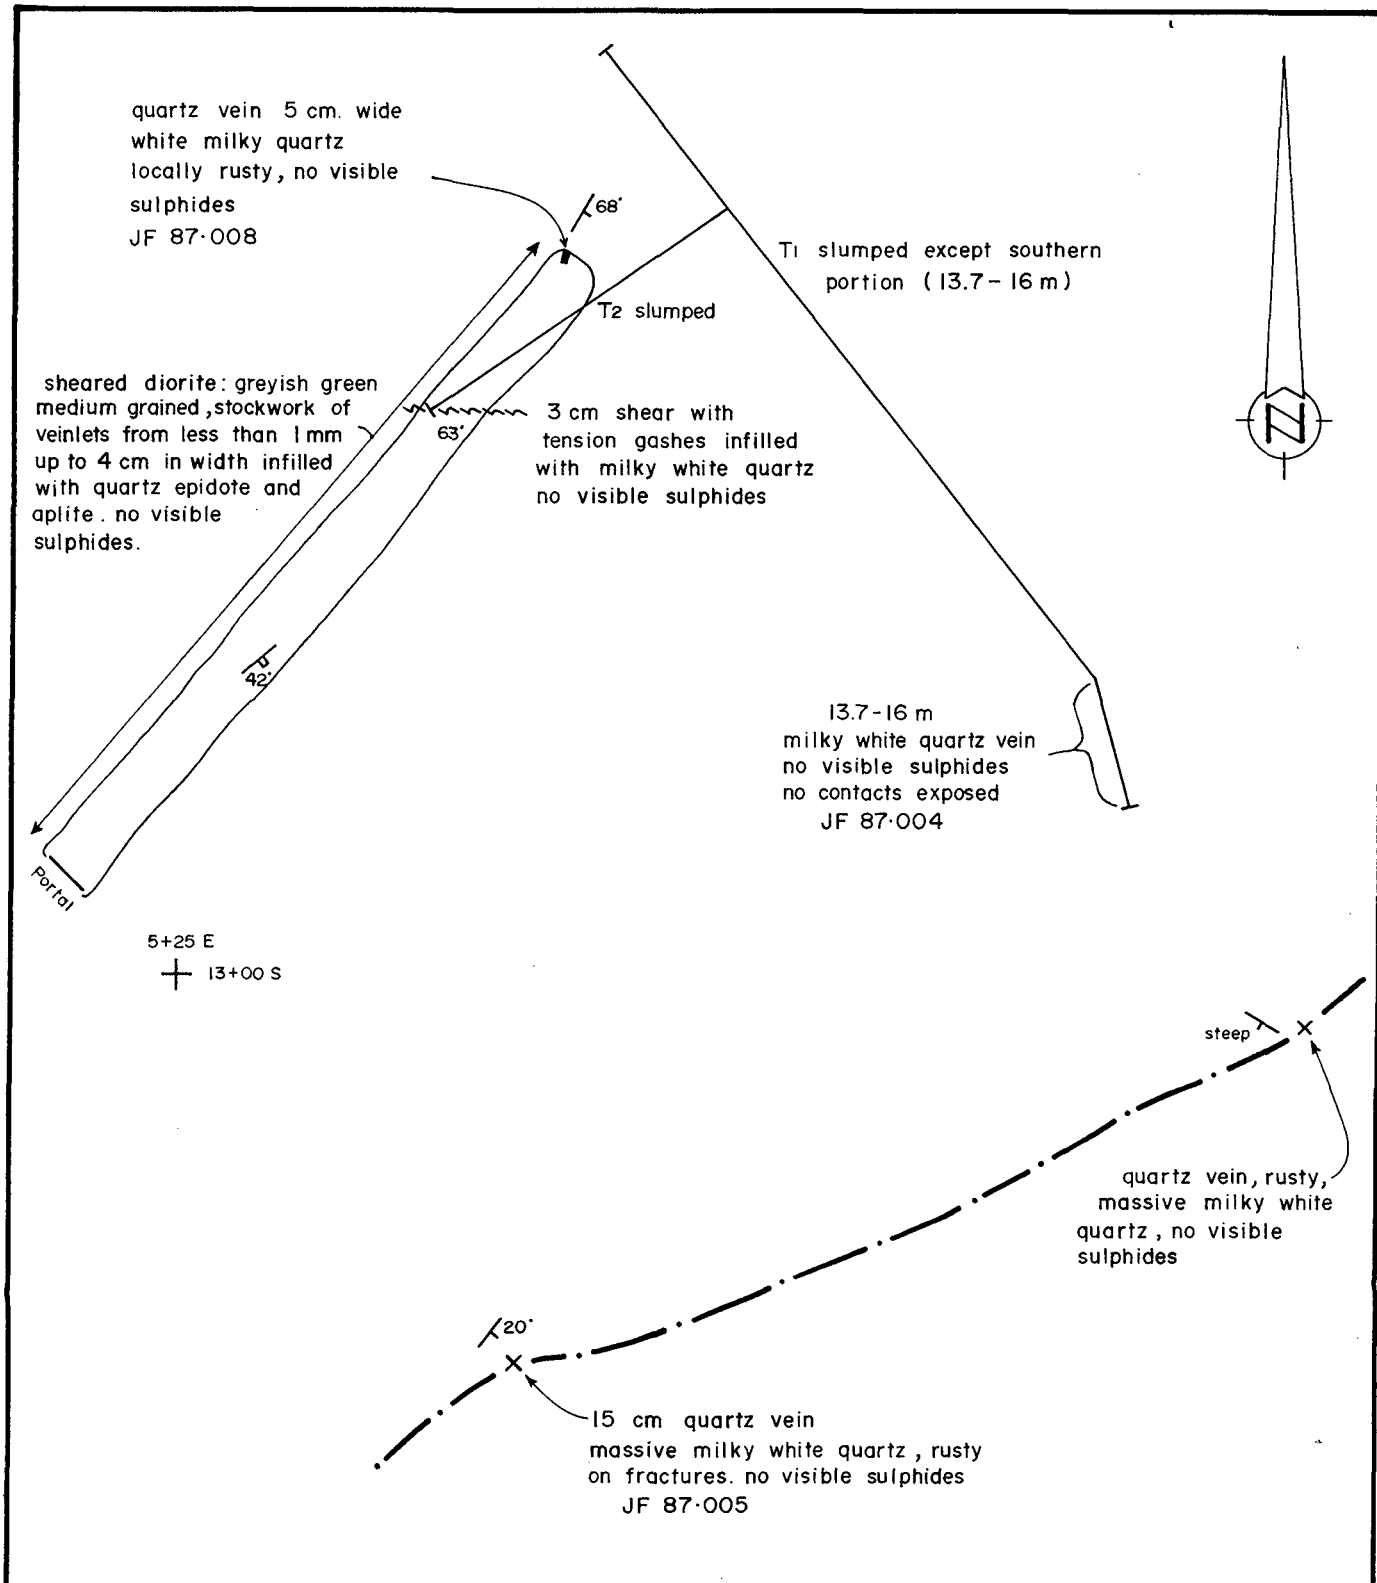 quartz vein 5 cm. wide
white milky quartz
locally rusty, no visible
sulphides
JF 87·008
68°
T1 slumped except southern
portion (13.7-16 m)
T2 slumped
sheared diorite: greyish green
medium grained, stockwork of
veinlets from less than 1 mm
up to 4 cm in width infilled
with quartz epidote and
aplite. no visible
sulphides.
63°
3 cm shear with
tension gashes infilled
with milky white quartz
no visible sulphides
N
42°
13.7-16 m
milky white quartz vein
no visible sulphides
no contacts exposed
JF 87·004
Portal
5+25 E
13+00 S
steep
quartz vein, rusty,
massive milky white
quartz, no visible
sulphides
20°
15 cm quartz vein
massive milky white quartz, rusty
on fractures. no visible sulphides
JF 87·005